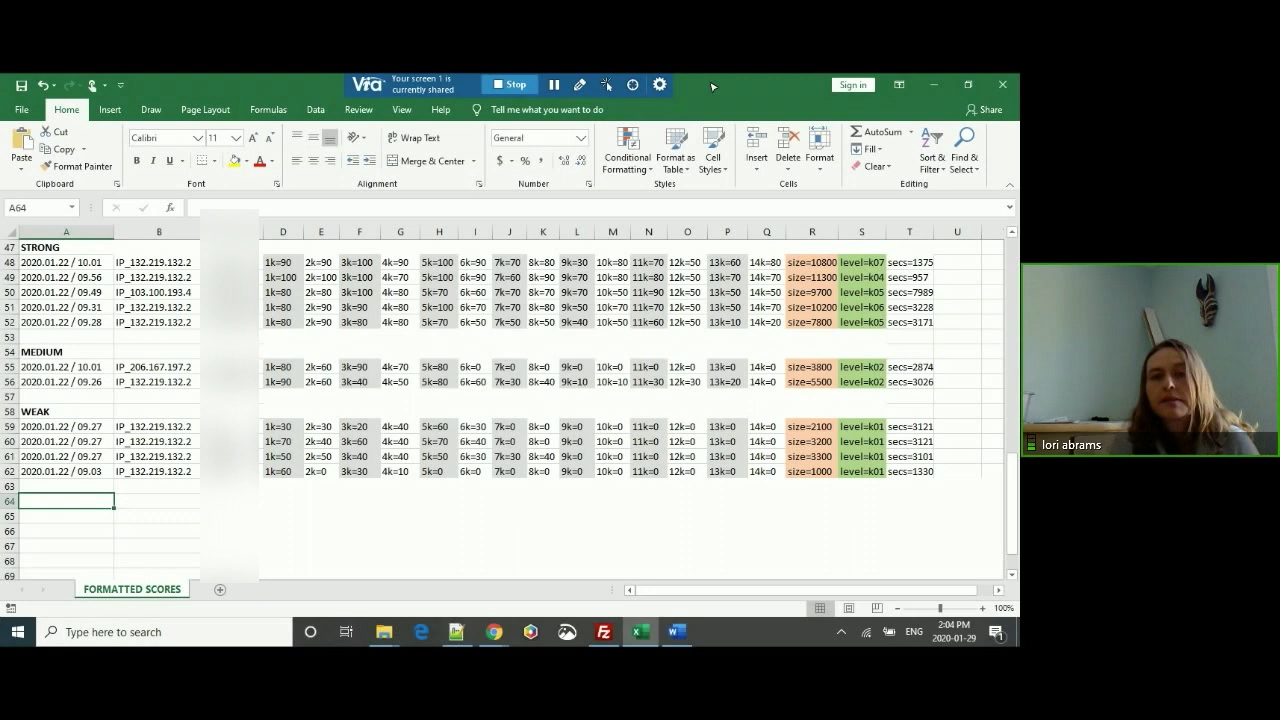 Via Your screen 1 is currently shared Stop Sign in
File Home Insert Draw Page Layout Formulas Data Review View Help Tell me what you want to do Share
Paste Cut Copy Format Painter
Calibri 11
B I U A
Wrap Text
Merge & Center
General
$ % ,
Conditional Formatting Format as Table Cell Styles
Insert Delete Format
AutoSum Fill Clear
Sort & Filter Find & Select
Clipboard Font Alignment Number Styles Cells Editing
A64 fx
A B D E F G H I J K L M N O P Q R S T U
47 STRONG
48 2020.01.22 / 10.01 IP_132.219.132.2 1k=90 2k=90 3k=100 4k=90 5k=100 6k=90 7k=70 8k=80 9k=30 10k=80 11k=70 12k=50 13k=60 14k=80 size=10800 level=k07 secs=1375
49 2020.01.22 / 09.56 IP_132.219.132.2 1k=100 2k=100 3k=100 4k=70 5k=100 6k=90 7k=80 8k=60 9k=90 10k=70 11k=80 12k=70 13k=50 14k=70 size=11300 level=k04 secs=957
50 2020.01.22 / 09.49 IP_103.101.193.4 1k=80 2k=80 3k=100 4k=80 5k=70 6k=60 7k=70 8k=70 9k=70 10k=50 11k=90 12k=50 13k=50 14k=50 size=9700 level=k05 secs=7989
51 2020.01.22 / 09.31 IP_132.219.132.2 1k=80 2k=90 3k=100 4k=80 5k=100 6k=70 7k=70 8k=80 9k=90 10k=50 11k=70 12k=50 13k=50 14k=70 size=10200 level=k06 secs=3228
52 2020.01.22 / 09.28 IP_132.219.132.2 1k=80 2k=90 3k=80 4k=80 5k=70 6k=70 7k=50 8k=50 9k=40 10k=50 11k=60 12k=50 13k=10 14k=20 size=7800 level=k05 secs=3171
53
54 MEDIUM
55 2020.01.22 / 10.01 IP_206.167.197.2 1k=80 2k=60 3k=90 4k=70 5k=80 6k=0 7k=0 8k=0 9k=0 10k=0 11k=0 12k=0 13k=0 14k=0 size=3800 level=k02 secs=2874
56 2020.01.22 / 09.26 IP_132.219.132.2 1k=90 2k=60 3k=40 4k=50 5k=80 6k=60 7k=30 8k=40 9k=10 10k=10 11k=30 12k=30 13k=20 14k=0 size=5500 level=k02 secs=3026
57
58 WEAK
59 2020.01.22 / 09.27 IP_132.219.132.2 1k=30 2k=30 3k=20 4k=40 5k=60 6k=30 7k=0 8k=0 9k=0 10k=0 11k=0 12k=0 13k=0 14k=0 size=2100 level=k01 secs=3121
60 2020.01.22 / 09.27 IP_132.219.132.2 1k=70 2k=40 3k=60 4k=40 5k=70 6k=40 7k=0 8k=0 9k=0 10k=0 11k=0 12k=0 13k=0 14k=0 size=3200 level=k01 secs=3121
61 2020.01.22 / 09.27 IP_132.219.132.2 1k=50 2k=50 3k=40 4k=40 5k=50 6k=30 7k=30 8k=40 9k=0 10k=0 11k=0 12k=0 13k=0 14k=0 size=3300 level=k01 secs=3101
62 2020.01.22 / 09.03 IP_132.219.132.2 1k=60 2k=0 3k=30 4k=10 5k=0 6k=0 7k=0 8k=0 9k=0 10k=0 11k=0 12k=0 13k=0 14k=0 size=1000 level=k01 secs=1330
63
64
65
66
67
68
69
FORMATTED SCORES
100%
Type here to search
ENG 2:04 PM
2020-01-29
lori abrams